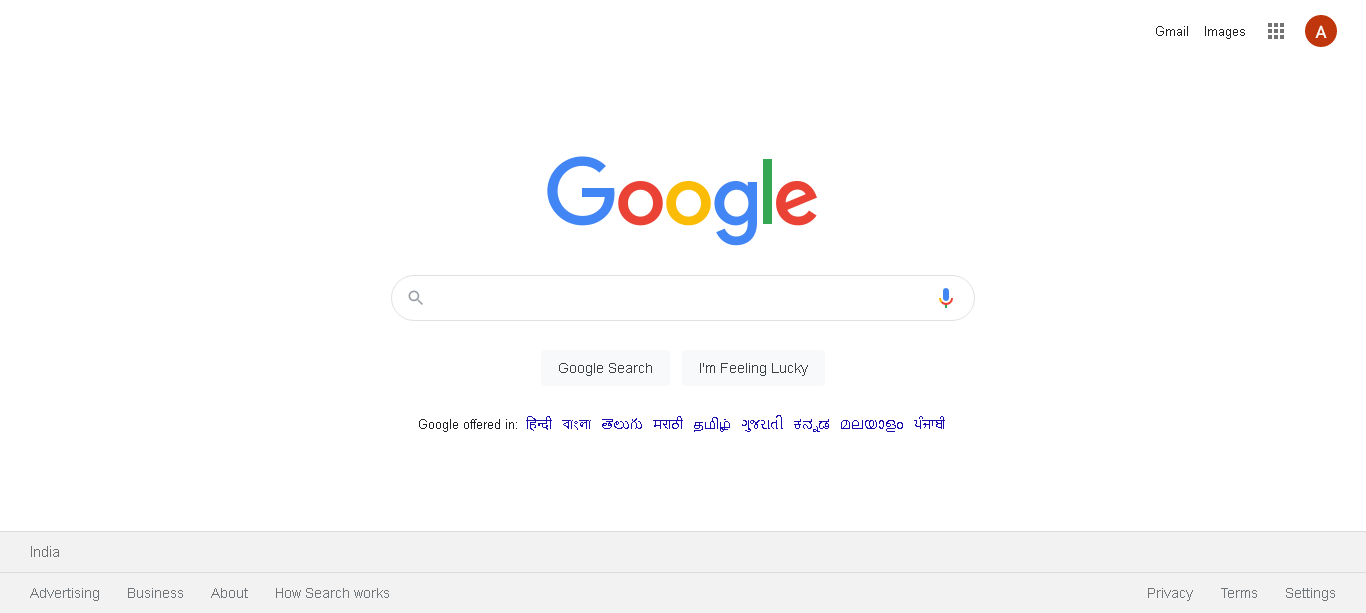 Gmail Images
A
Google
Google Search I'm Feeling Lucky
Google offered in: हिन्दी বাংলা తెలుగు मराठी தமிழ் ગુજરાતી ಕನ್ನಡ മലയാളം ਪੰਜਾਬੀ
India
Advertising Business About How Search works Privacy Terms Settings